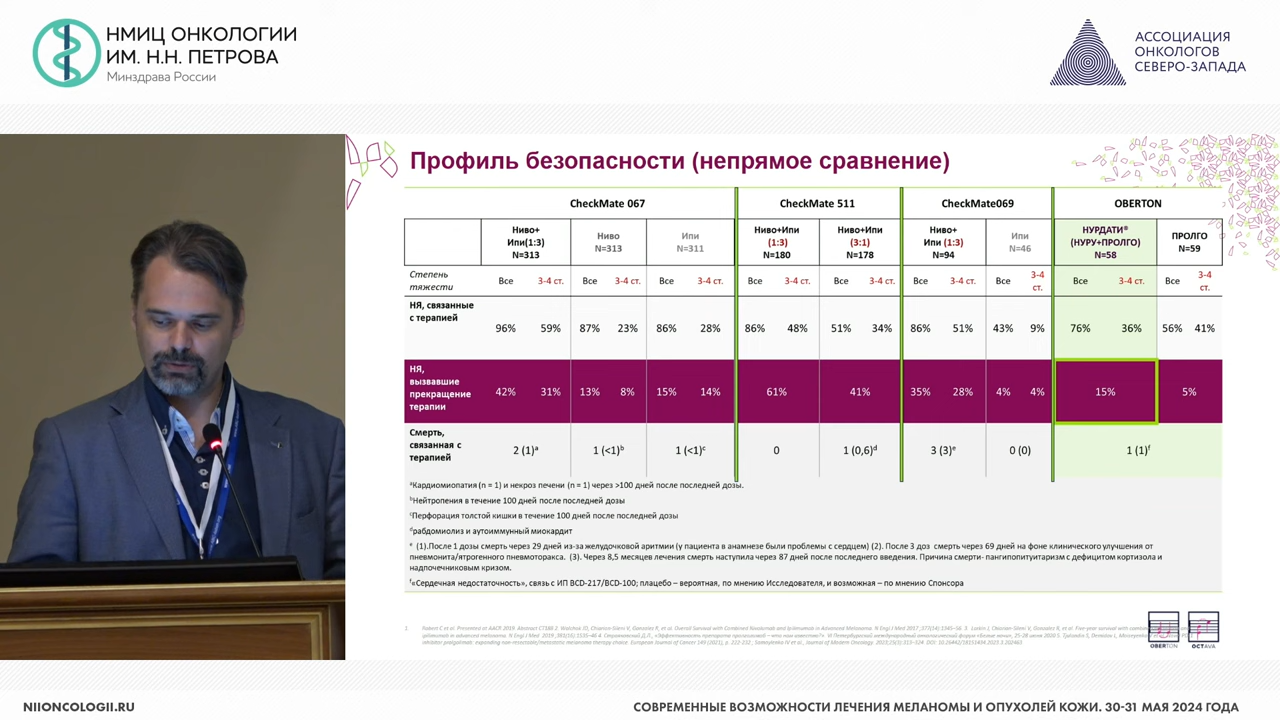 НМИЦ ОНКОЛОГИИ
ИМ. Н.Н. ПЕТРОВА
Минздрава России
АССОЦИАЦИЯ
ОНКОЛОГОВ
СЕВЕРО-ЗАПАДА
Профиль безопасности (непрямое сравнение)
CheckMate 067 CheckMate 511 CheckMate069 OBERTON
Ниво+ Ипи(1:3) N=313 Ниво N=313 Ипи N=311 Ниво+Ипи (1:3) N=180 Ниво+Ипи (3:1) N=178 Ниво+ Ипи (1:3) N=94 Ипи N=46 НУРДАТИ® (НУРУ+ПРОЛГО) N=58 ПРОЛГО N=59
Степень тяжести Все 3-4 ст. Все 3-4 ст. Все 3-4 ст. Все 3-4 ст. Все 3-4 ст. Все 3-4 ст. Все 3-4 ст. Все 3-4 ст. Все 3-4 ст.
НЯ, связанные с терапией 96% 59% 87% 23% 86% 28% 86% 48% 51% 34% 86% 51% 43% 9% 76% 36% 56% 41%
НЯ, вызвавшие прекращение терапии 42% 31% 13% 8% 15% 14% 61% 41% 35% 28% 4% 4% 15% 5%
Смерть, связанная с терапией 2 (1)ᵃ 1 (<1)ᵇ 1 (<1)ᶜ 0 1 (0,6)ᵈ 3 (3)ᵉ 0 (0) 1 (1)ᶠ
ᵃКардиомиопатия (n = 1) и некроз печени (n = 1) через >100 дней после последней дозы.
ᵇНейтропения в течение 100 дней после последней дозы
ᶜПерфорация толстой кишки в течение 100 дней после последней дозы
ᵈрабдомиолиз и аутоиммунный миокардит
ᵉ (1).После 1 дозы смерть через 29 дней из-за желудочковой аритмии (у пациента в анамнезе были проблемы с сердцем) (2). После 3 доз смерть через 69 дней на фоне клинического улучшения от
пневмонита/ятрогенного пневмоторакса. (3). Через 8,5 месяцев лечения смерть наступила через 87 дней после последнего введения. Причина смерти- пангипопитуитаризм с дефицитом кортизола и
надпочечниковым кризом.
ᶠ«Сердечная недостаточность», связь с ИП BCD-217/BCD-100; плацебо – вероятная, по мнению Исследователя, и возможная – по мнению Спонсора
OBERTON OCTAVA
NIIONCOLOGII.RU
СОВРЕМЕННЫЕ ВОЗМОЖНОСТИ ЛЕЧЕНИЯ МЕЛАНОМЫ И ОПУХОЛЕЙ КОЖИ. 30-31 МАЯ 2024 ГОДА